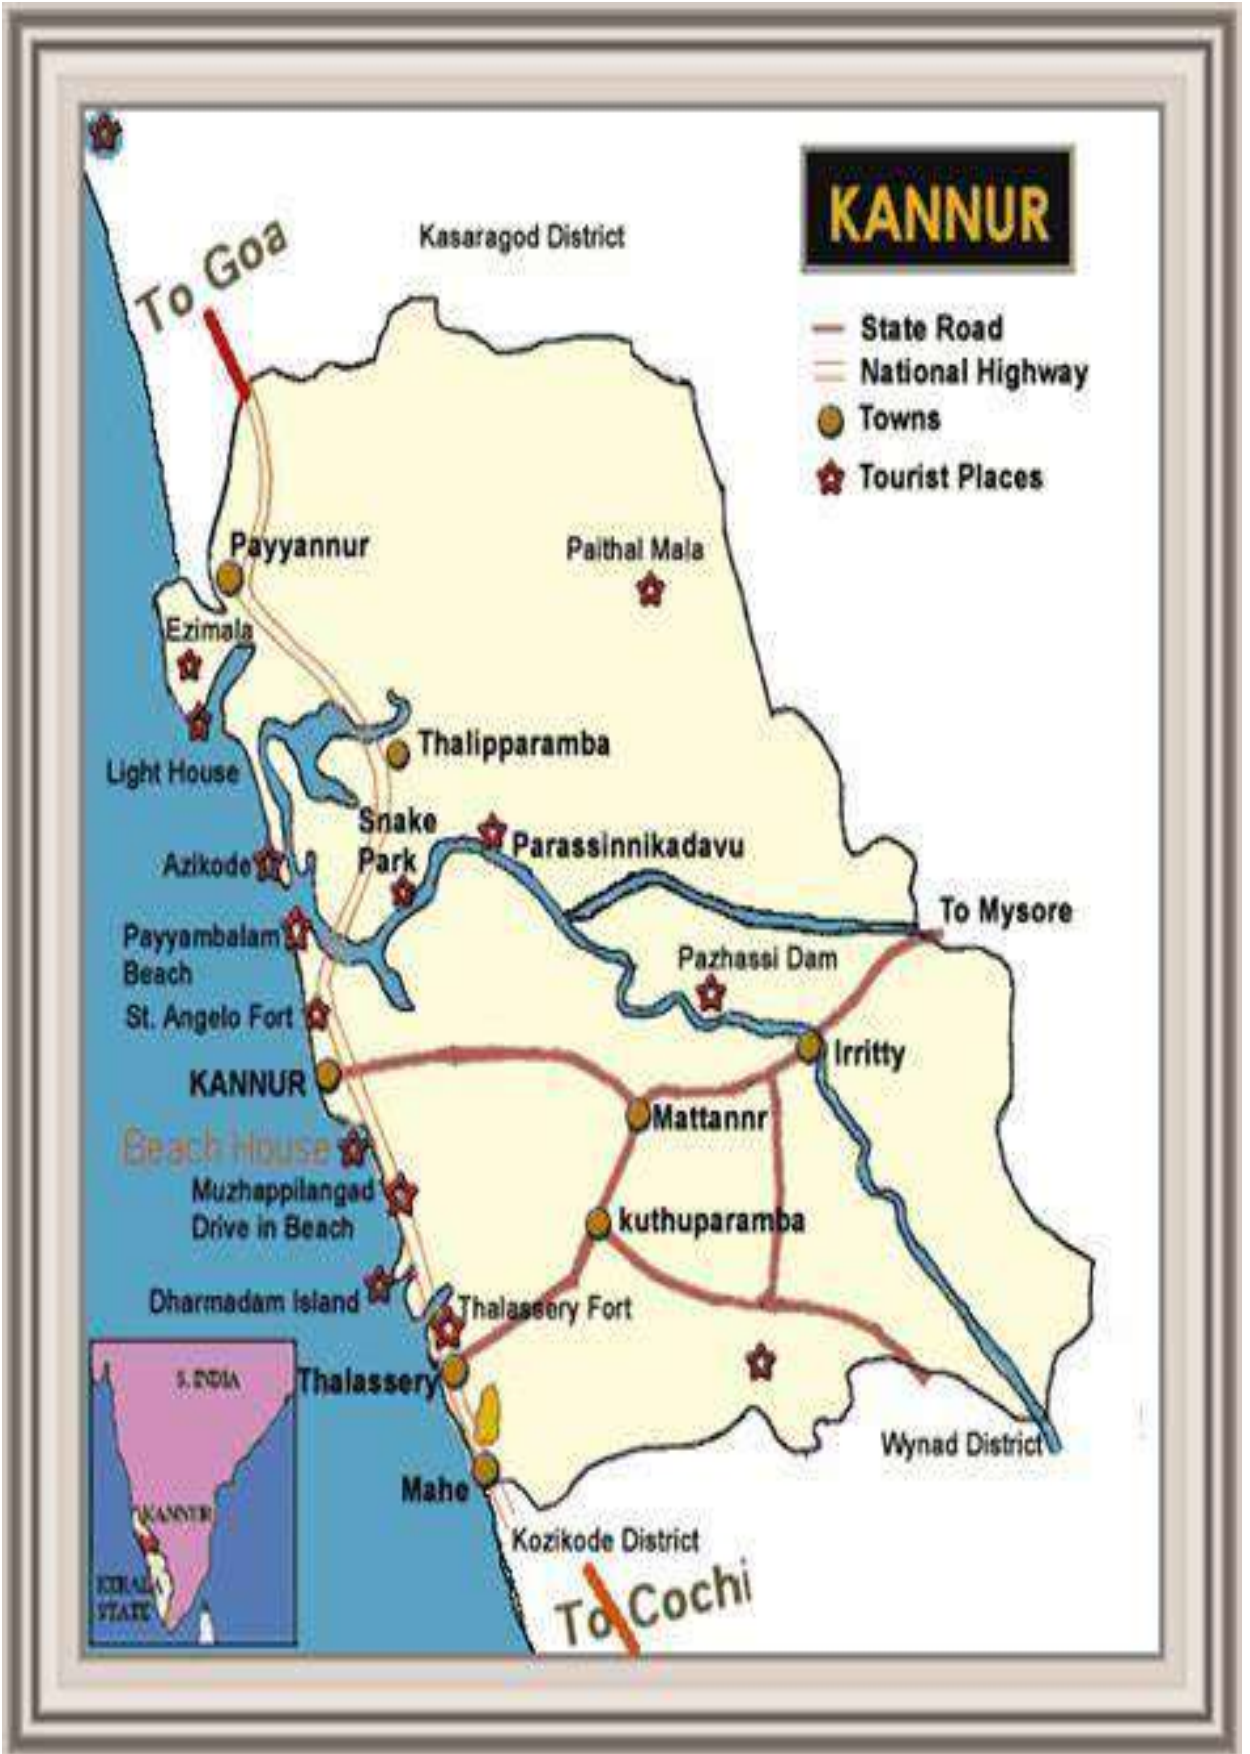 KANNUR
Kasaragod District
To Goa
State Road
National Highway
Towns
Tourist Places
Payyannur
Paithal Mala
Ezimala
Thalipparamba
Light House
Snake
Park
Parassinnikadavu
Azikode
To Mysore
Payyambalam
Beach
Pazhassi Dam
St. Angelo Fort
Irritty
KANNUR
Mattannr
Beach House
Muzhappilangad
Drive in Beach
kuthuparamba
Dharmadam Island
Thalassery Fort
Thalassery
S. INDIA
Wynad District
Mahe
KANNUR
Kozikode District
KERALA
STATE
To Cochi